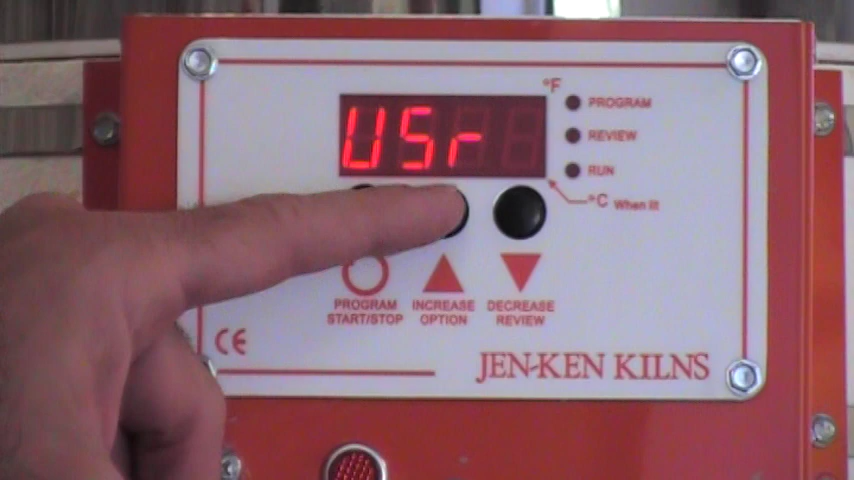 °F
USr
PROGRAM
REVIEW
RUN
°C When lit
PROGRAM
START/STOP
INCREASE
OPTION
DECREASE
REVIEW
CE
JEN-KEN KILNS